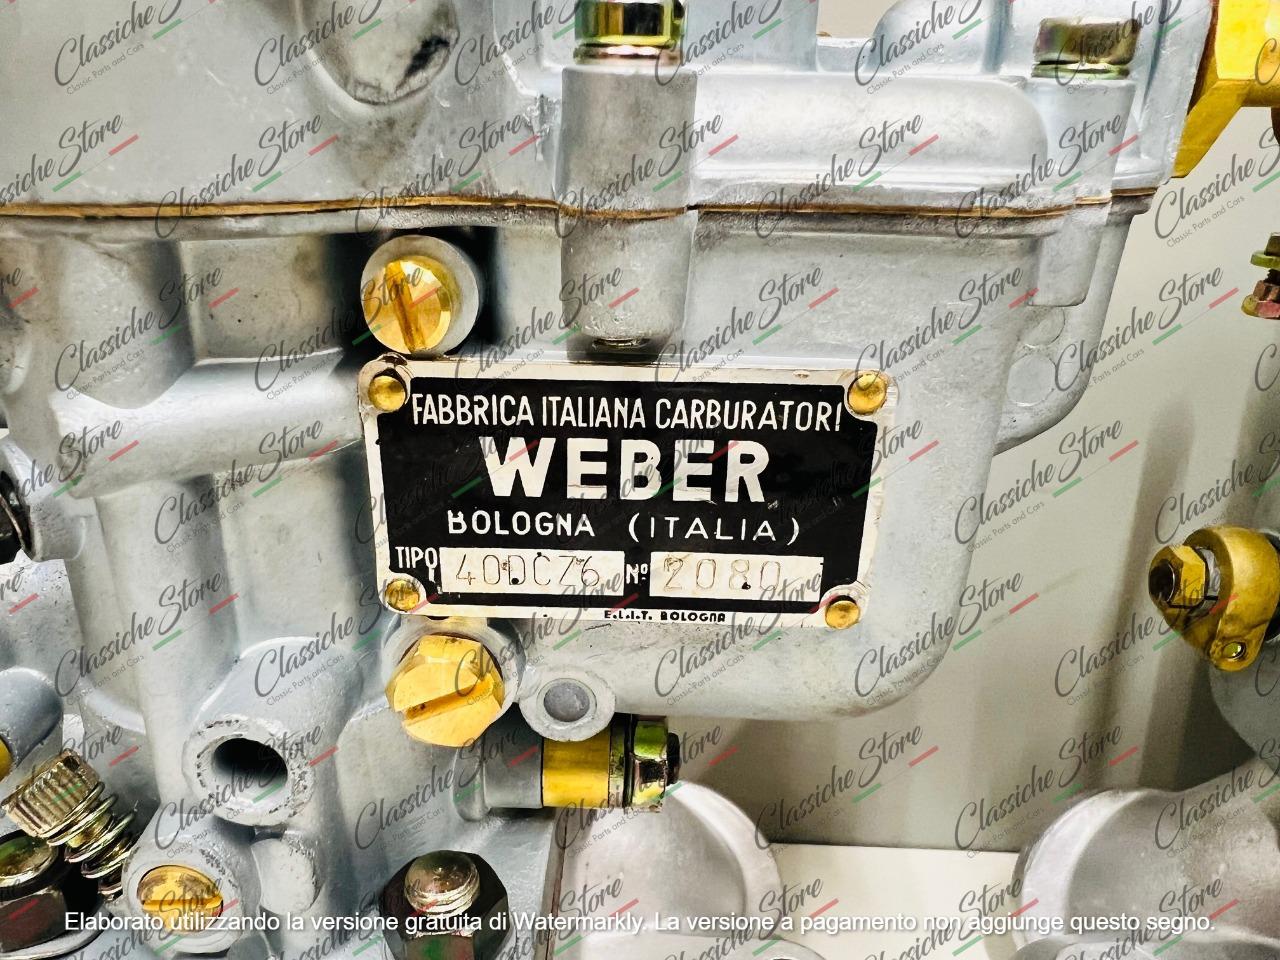 FABBRICA ITALIANA CARBURATORI
WEBER
BOLOGNA (ITALIA)
TIPO 40DCZ6 Nº 2080
E.L.I.T. BOLOGNA
Classiche Store
Classic Parts and Cars
Elaborato utilizzando la versione gratuita di Watermarkly. La versione a pagamento non aggiunge questo segno.